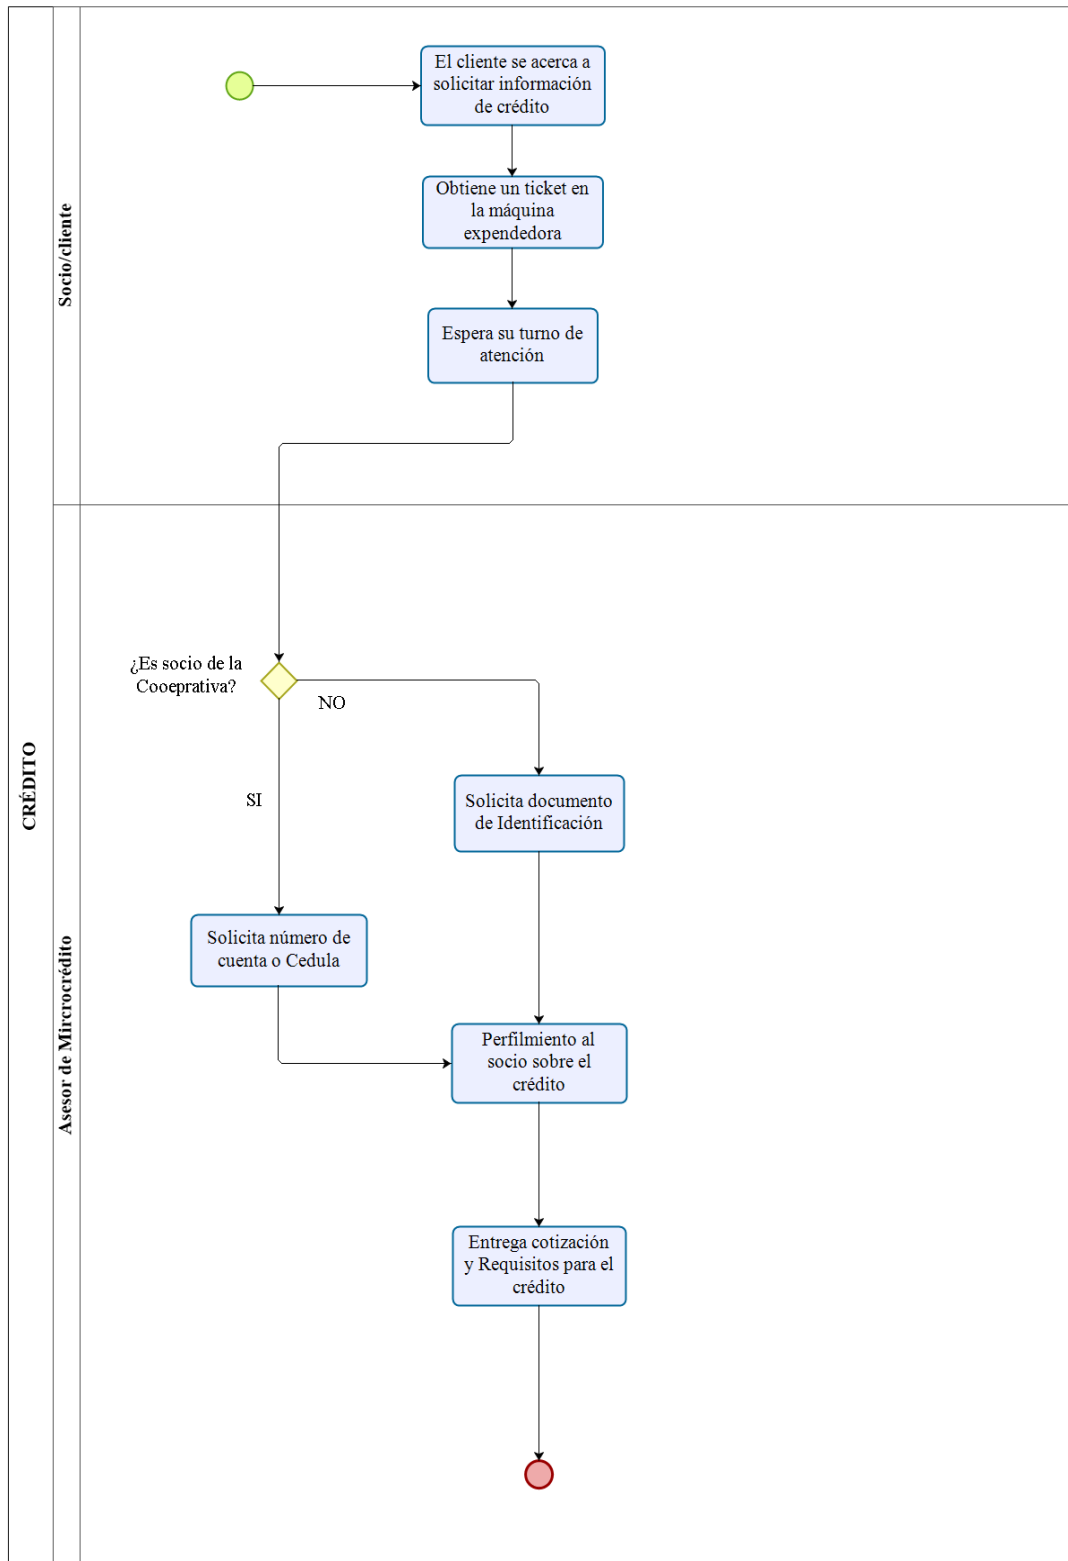 CRÉDITO
Socio/cliente
El cliente se acerca a
solicitar información
de crédito
Obtiene un ticket en
la máquina
expendedora
Espera su turno de
atención
Asesor de Mircrocrédito
¿Es socio de la
Cooeprativa?
NO
SI
Solicita documento
de Identificación
Solicita número de
cuenta o Cedula
Perfilmiento al
socio sobre el
crédito
Entrega cotización
y Requisitos para el
crédito